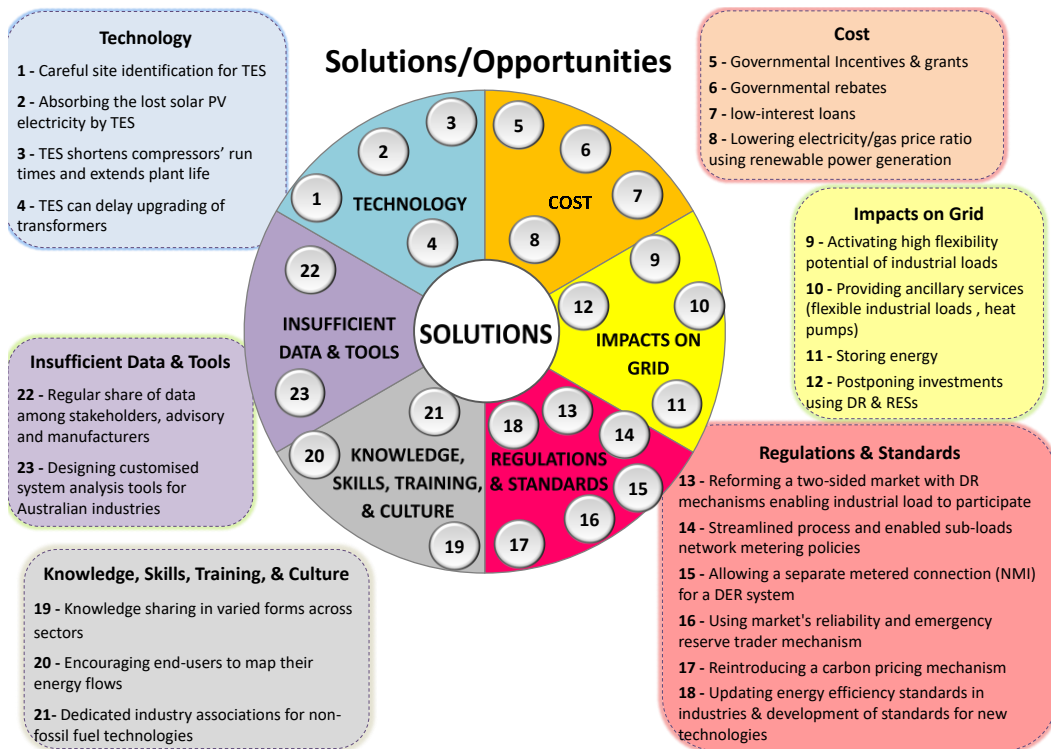 Solutions/Opportunities
Technology
1 - Careful site identification for TES
2 - Absorbing the lost solar PV
electricity by TES
3 - TES shortens compressors' run
times and extends plant life
4 - TES can delay upgrading of
transformers
Cost
5 - Governmental Incentives & grants
6 - Governmental rebates
7 - low-interest loans
8 - Lowering electricity/gas price ratio
using renewable power generation
Impacts on Grid
9 - Activating high flexibility
potential of industrial loads
10 - Providing ancillary services
(flexible industrial loads , heat
pumps)
11 - Storing energy
12 - Postponing investments
using DR & RESs
Regulations & Standards
13 - Reforming a two-sided market with DR
mechanisms enabling industrial load to participate
14 - Streamlined process and enabled sub-loads
network metering policies
15 - Allowing a separate metered connection (NMI)
for a DER system
16 - Using market's reliability and emergency
reserve trader mechanism
17 - Reintroducing a carbon pricing mechanism
18 - Updating energy efficiency standards in
industries & development of standards for new
technologies
Insufficient Data & Tools
22 - Regular share of data
among stakeholders, advisory
and manufacturers
23 - Designing customised
system analysis tools for
Australian industries
Knowledge, Skills, Training, & Culture
19 - Knowledge sharing in varied forms across
sectors
20 - Encouraging end-users to map their
energy flows
21- Dedicated industry associations for non-
fossil fuel technologies
SOLUTIONS
TECHNOLOGY
1
2
3
4
COST
5
6
7
8
IMPACTS ON
GRID
9
10
11
12
REGULATIONS
& STANDARDS
13
14
15
16
17
18
KNOWLEDGE,
SKILLS, TRAINING,
& CULTURE
19
20
21
INSUFFICIENT
DATA & TOOLS
22
23